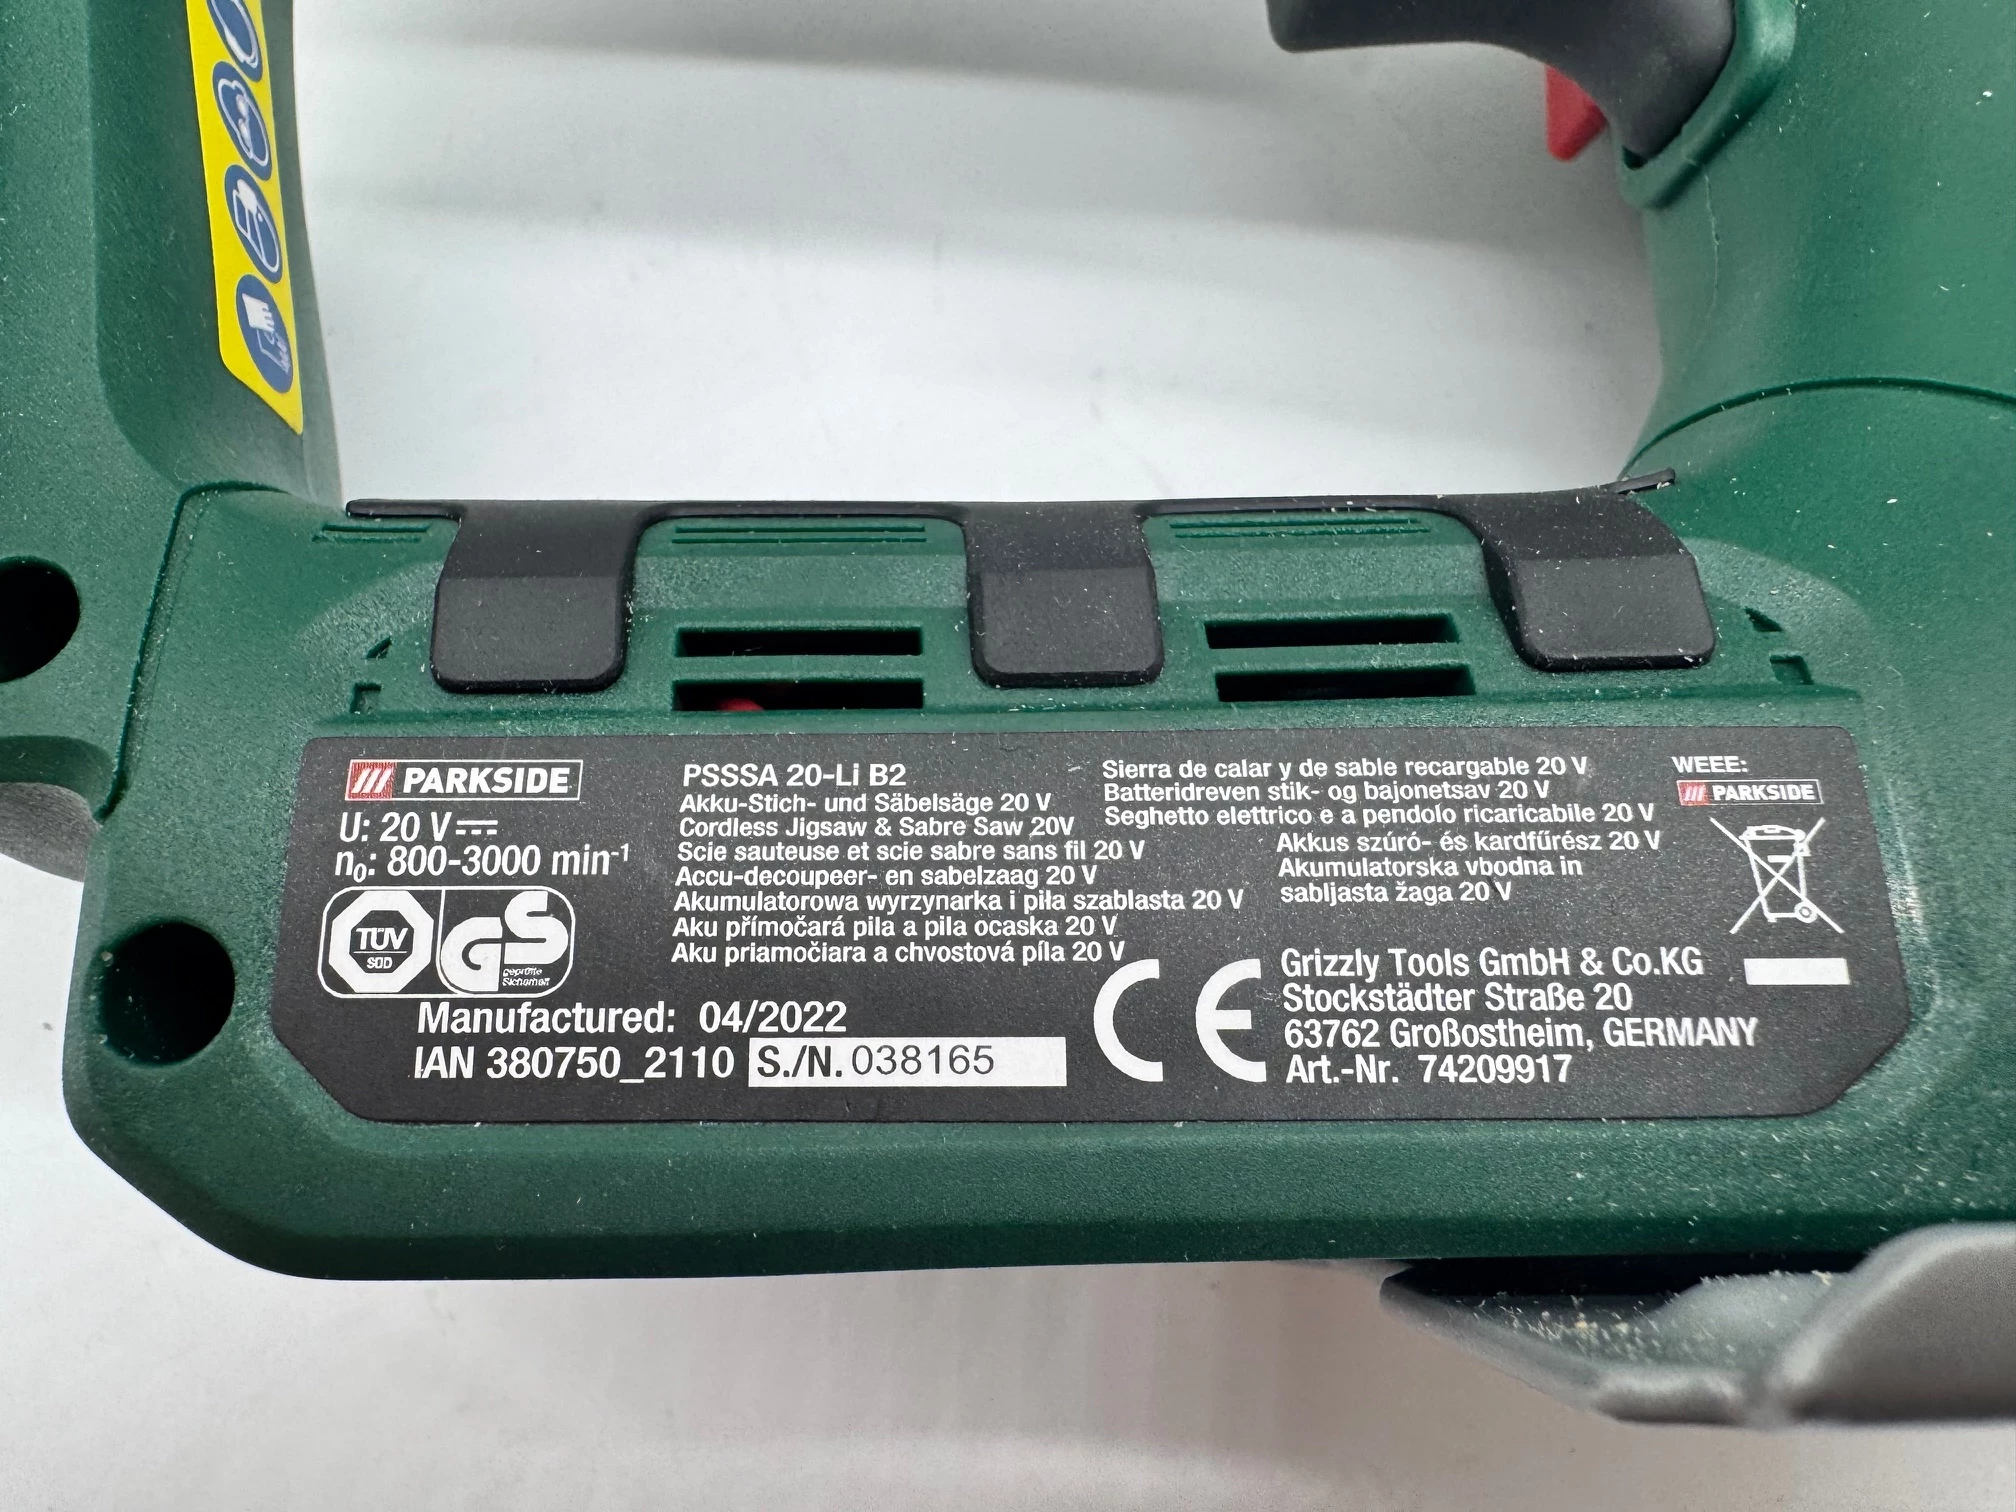 PARKSIDE
U: 20 V
n0: 800-3000 min-1
TÜV
SÜD
GS
geprüfte
Sicherheit
PSSSA 20-Li B2
Akku-Stich- und Säbelsäge 20 V
Cordless Jigsaw & Sabre Saw 20V
Scie sauteuse et scie sabre sans fil 20 V
Accu-decoupeer- en sabelzaag 20 V
Akumulatorowa wyrzynarka i piła szablasta 20 V
Aku přímočará pila a pila ocaska 20 V
Aku priamočiara a chvostová píla 20 V
Sierra de calar y de sable recargable 20 V
Batteridreven stik- og bajonetsav 20 V
Seghetto elettrico e a pendolo ricaricabile 20 V
Akkus szúró- és kardfűrész 20 V
Akumulatorska vbodna in
sabljasta žaga 20 V
WEEE:
PARKSIDE
Manufactured: 04/2022
IAN 380750_2110 S./N. 038165
CE
Grizzly Tools GmbH & Co.KG
Stockstädter Straße 20
63762 Großostheim, GERMANY
Art.-Nr. 74209917